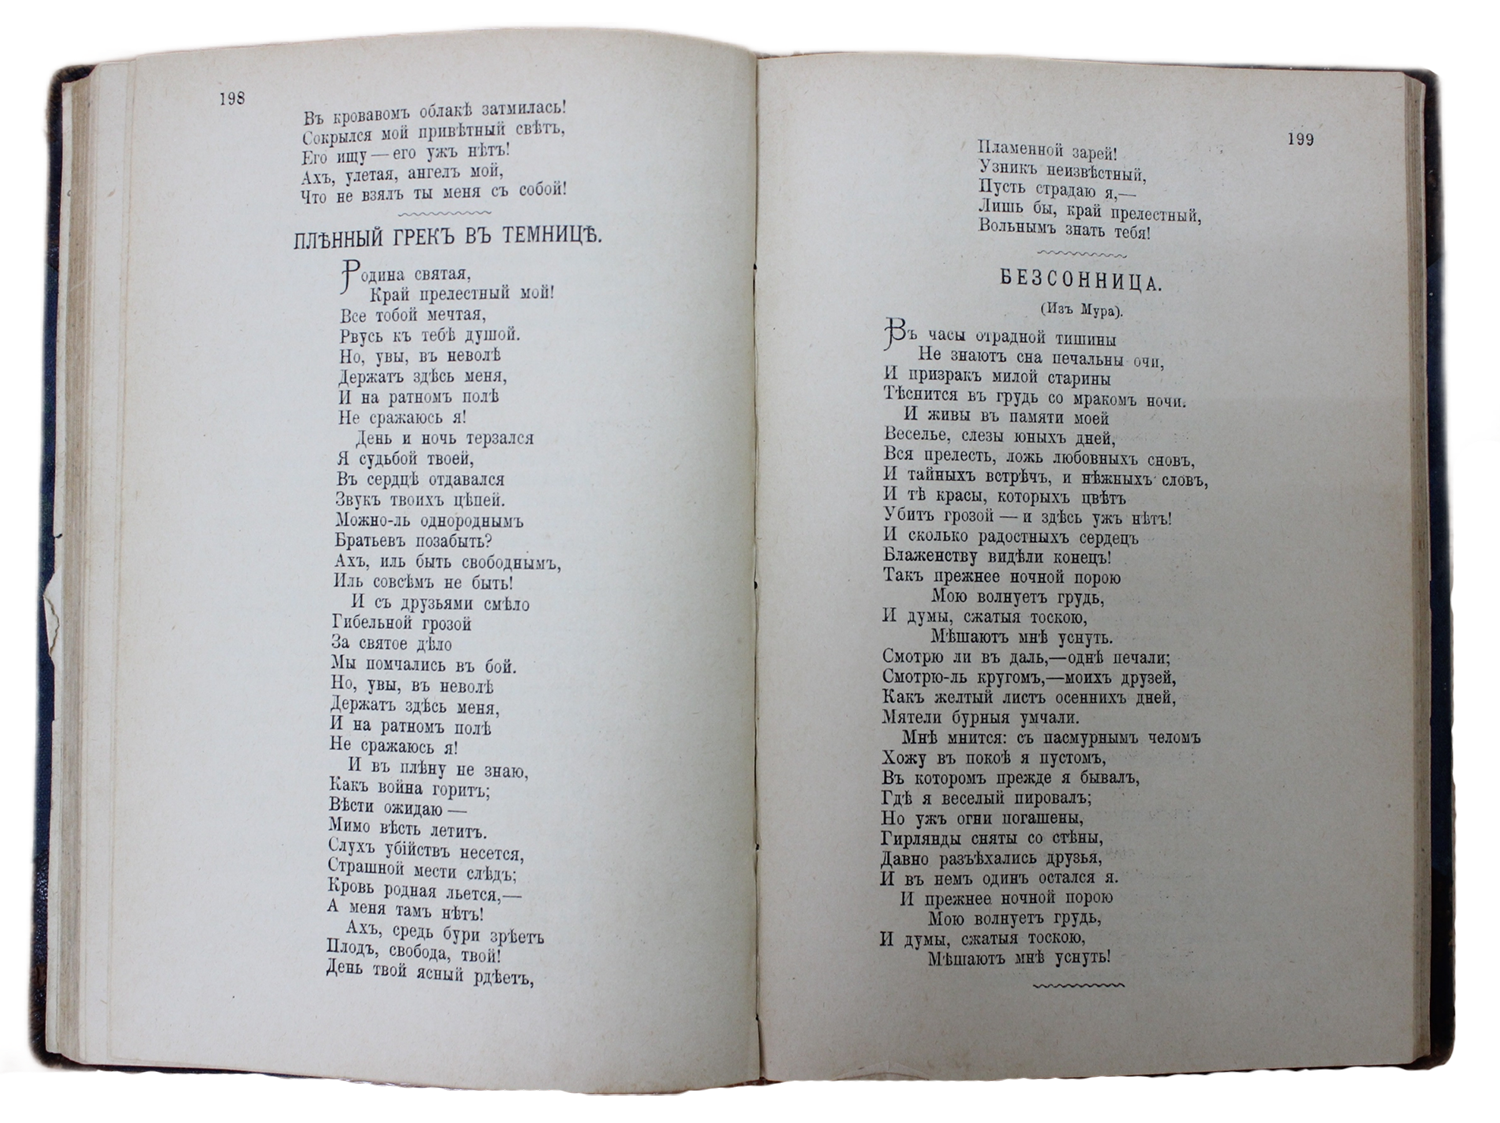 198
Въ кровавомъ облакѣ затмилась!
Сокрылся мой привѣтный свѣтъ,
Его ищу — его ужъ нѣтъ!
Ахъ, улетая, ангелъ мой,
Что не взялъ ты меня съ собой!
ПЛѢННЫЙ ГРЕКЪ ВЪ ТЕМНИЦѢ.
Родина святая,
Край прелестный мой!
Все тобой мечтая,
Рвусь къ тебѣ душой.
Но, увы, въ неволѣ
Держатъ здѣсь меня,
И на ратномъ полѣ
Не сражаюсь я!
День и ночь терзался
Я судьбой твоей,
Въ сердцѣ отдавался
Звукъ твоихъ цѣпей.
Можно-ль однороднымъ
Братьевъ позабыть?
Ахъ, иль быть свободнымъ,
Иль совсѣмъ не быть!
И съ друзьями смѣло
Гибельной грозой
За святое дѣло
Мы помчались въ бой.
Но, увы, въ неволѣ
Держатъ здѣсь меня,
И на ратномъ полѣ
Не сражаюсь я!
И въ плѣну не знаю,
Какъ война горитъ;
Вѣсти ожидаю —
Мимо вѣсть летитъ.
Слухъ убійствъ несется,
Страшной мести слѣдъ;
Кровь родная льется,—
А меня тамъ нѣтъ!
Ахъ, средь бури зрѣетъ
Плодъ, свобода, твой!
День твой ясный рдѣетъ,
199
Пламенной зарей!
Узникъ неизвѣстный,
Пусть страдаю я,—
Лишь бы, край прелестный,
Вольнымъ знать тебя!
БЕЗСОННИЦА.
(Изъ Мура).
Въ часы отрадной тишины
Не знаютъ сна печальны очи,
И призракъ милой старины
Тѣснится въ грудь со мракомъ ночи.
И живы въ памяти моей
Веселье, слезы юныхъ дней,
Вся прелесть, ложь любовныхъ сновъ,
И тайныхъ встрѣчъ, и нѣжныхъ словъ,
И тѣ красы, которыхъ цвѣтъ
Убитъ грозой — и здѣсь ужъ нѣтъ!
И сколько радостныхъ сердецъ
Блаженству видѣли конецъ!
Такъ прежнее ночной порою
Мою волнуетъ грудь,
И думы, сжатыя тоскою,
Мѣшаютъ мнѣ уснуть.
Смотрю ли въ даль,—однѣ печали;
Смотрю-ль кругомъ,—моихъ друзей,
Какъ желтый листъ осеннихъ дней,
Мятели бурныя умчали.
Мнѣ мнится: съ пасмурнымъ челомъ
Хожу въ покоѣ я пустомъ,
Въ которомъ прежде я бывалъ,
Гдѣ я веселый пировалъ;
Но ужъ огни погашены,
Гирлянды сняты со стѣны,
Давно разъѣхались друзья,
И въ немъ одинъ остался я.
И прежнее ночной порою
Мою волнуетъ грудь,
И думы, сжатыя тоскою,
Мѣшаютъ мнѣ уснуть!